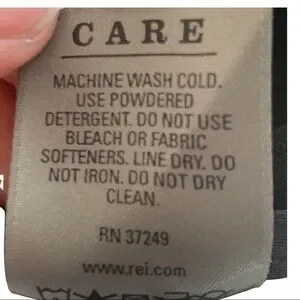 CARE
MACHINE WASH COLD.
USE POWDERED
DETERGENT. DO NOT USE
BLEACH OR FABRIC
SOFTENERS. LINE DRY. DO
NOT IRON. DO NOT DRY
CLEAN.
RN 37249
www.rei.com